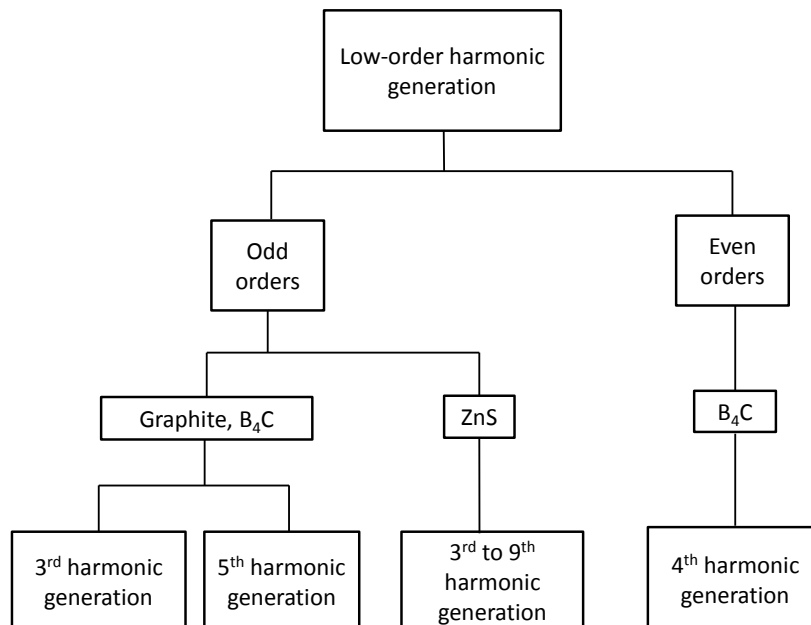 Low-order harmonic
generation
Odd
orders
Even
orders
Graphite, B₄C
ZnS
B₄C
3ʳᵈ harmonic
generation
5ᵗʰ harmonic
generation
3ʳᵈ to 9ᵗʰ
harmonic
generation
4ᵗʰ harmonic
generation